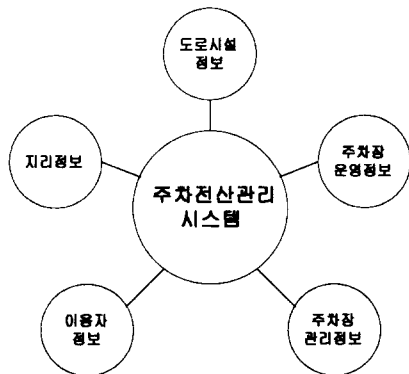 도로시설
정보
지리정보
주차장
운영정보
주차전산관리
시스템
이용자
정보
주차장
관리정보